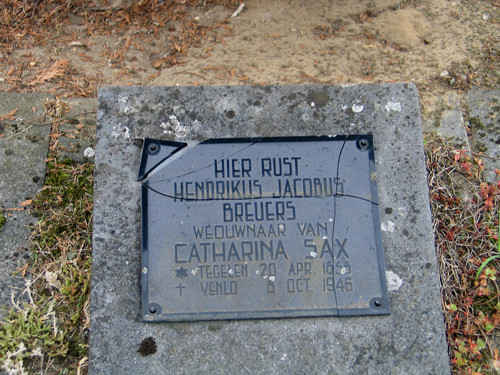 HIER RUST
HENDRIKUS JACOBUS
BREUERS
WEDUWNAAR VAN
CATHARINA SAX
TEGELEN 20 APR.
† VENLO 8 OCT. 1946